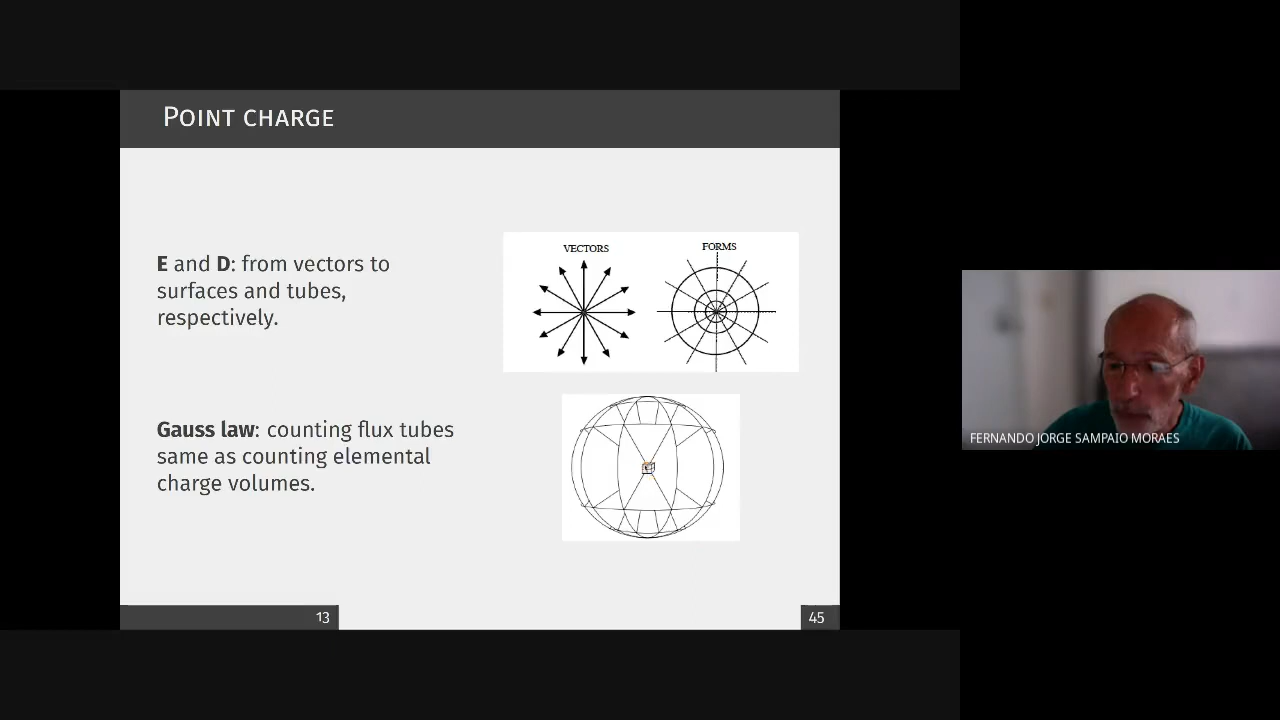 POINT CHARGE
E and D: from vectors to
surfaces and tubes,
respectively.
VECTORS
FORMS
Gauss law: counting flux tubes
same as counting elemental
charge volumes.
13
45
FERNANDO JORGE SAMPAIO MORAES